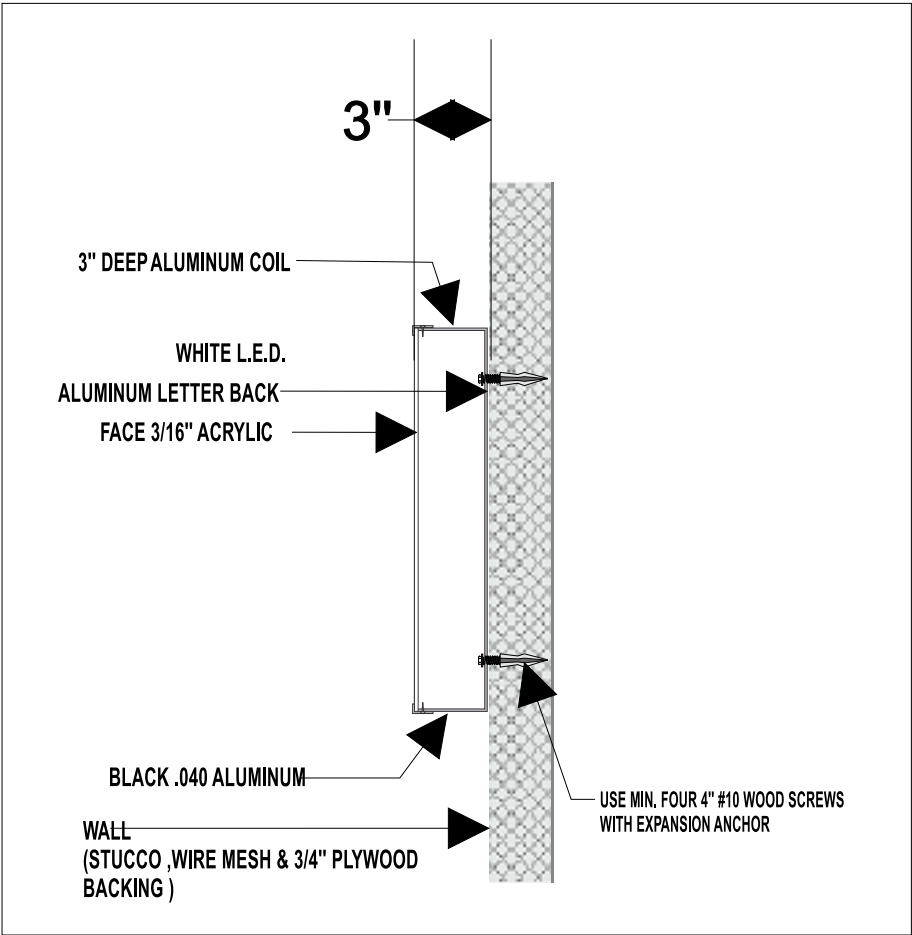 3"
3" DEEP ALUMINUM COIL
WHITE L.E.D.
ALUMINUM LETTER BACK
FACE 3/16" ACRYLIC
BLACK .040 ALUMINUM
WALL
(STUCCO ,WIRE MESH & 3/4" PLYWOOD
BACKING )
USE MIN. FOUR 4" #10 WOOD SCREWS
WITH EXPANSION ANCHOR